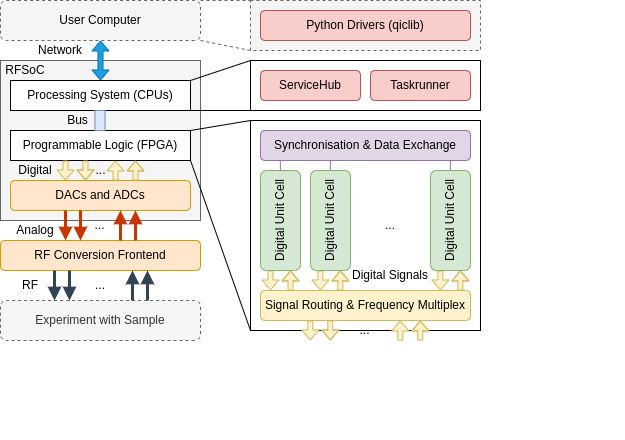 User Computer
Network
RFSoC
Processing System (CPUs)
Bus
Programmable Logic (FPGA)
Digital
...
DACs and ADCs
Analog
...
RF Conversion Frontend
RF
...
Experiment with Sample
Python Drivers (qiclib)
ServiceHub
Taskrunner
Synchronisation & Data Exchange
Digital Unit Cell
Digital Unit Cell
...
Digital Unit Cell
Digital Signals
Signal Routing & Frequency Multiplex
...